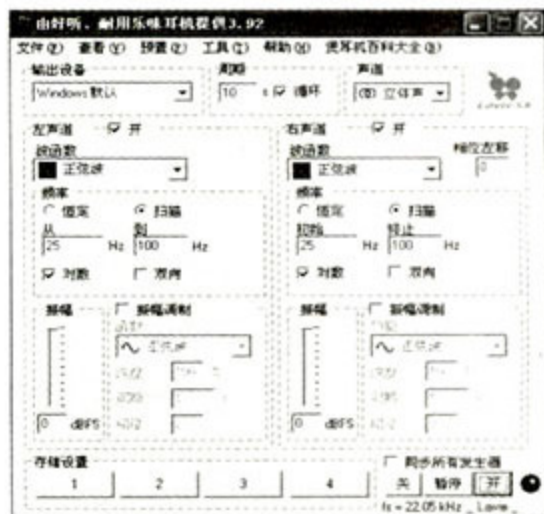 由好听、耐用乐味耳机提供3.92
文件(F) 查看(V) 预置(P) 工具(T) 帮助(H) 煲耳机百科大全(B)
输出设备
Windows 默认
周期
10 s 循环
声道
(B) 立体声
左声道 开
波函数
正弦波
频率
恒定 扫描
从 到
25 Hz 100 Hz
对数 双向
振幅 振幅调制
正弦波
0 dBFS
右声道 开
波函数 相位左移
正弦波 0
频率
恒定 扫描
初始 终止
25 Hz 100 Hz
对数 双向
振幅 振幅调制
正弦波
0 dBFS
存储设置
1 2 3 4
同步所有发生器
关 暂停 开
fs = 22.05 kHz